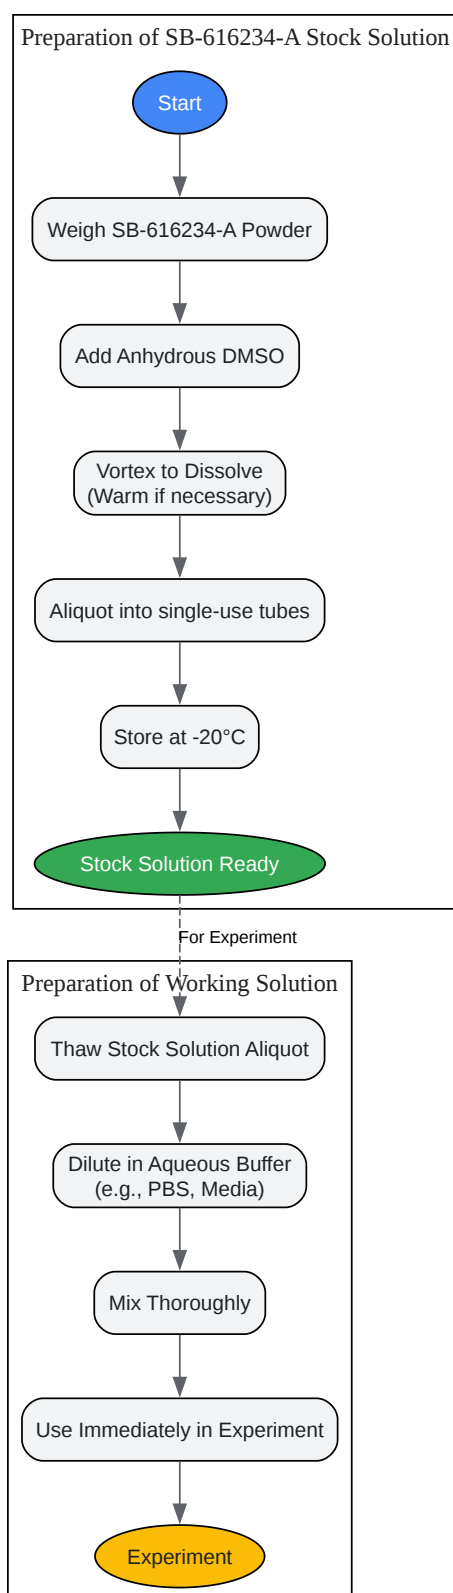 Preparation of SB-616234-A Stock Solution
Start
Weigh SB-616234-A Powder
Add Anhydrous DMSO
Vortex to Dissolve
(Warm if necessary)
Aliquot into single-use tubes
Store at -20°C
Stock Solution Ready
For Experiment
Preparation of Working Solution
Thaw Stock Solution Aliquot
Dilute in Aqueous Buffer
(e.g., PBS, Media)
Mix Thoroughly
Use Immediately in Experiment
Experiment